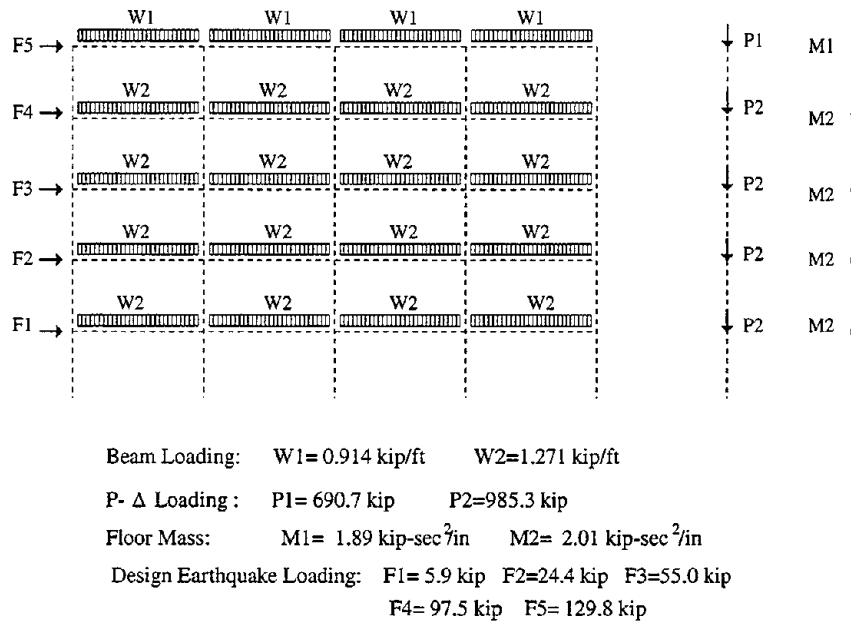 W1 W1 W1 W1
F5 P1 M1
W2 W2 W2 W2
F4 P2 M2
W2 W2 W2 W2
F3 P2 M2
W2 W2 W2 W2
F2 P2 M2
W2 W2 W2 W2
F1 P2 M2
Beam Loading: W1= 0.914 kip/ft W2=1.271 kip/ft
P- Δ Loading : P1= 690.7 kip P2=985.3 kip
Floor Mass: M1= 1.89 kip-sec²/in M2= 2.01 kip-sec²/in
Design Earthquake Loading: F1= 5.9 kip F2=24.4 kip F3=55.0 kip
F4= 97.5 kip F5= 129.8 kip